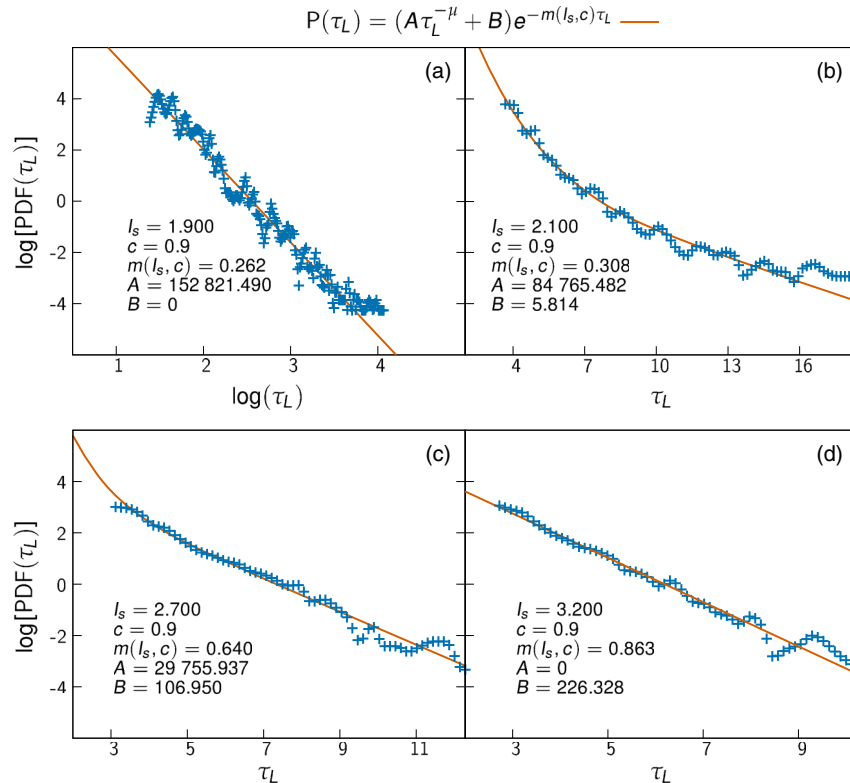 P(τ_L) = (Aτ_L^{-μ} + B)e^{-m(I_s,c)τ_L}
(a)
4
2
0
-2
-4
log[PDF(τ_L)]
I_s = 1.900
c = 0.9
m(I_s, c) = 0.262
A = 152 821.490
B = 0
1 2 3 4
log(τ_L)
(b)
I_s = 2.100
c = 0.9
m(I_s, c) = 0.308
A = 84 765.482
B = 5.814
4 7 10 13 16
τ_L
(c)
4
2
0
-2
-4
log[PDF(τ_L)]
I_s = 2.700
c = 0.9
m(I_s, c) = 0.640
A = 29 755.937
B = 106.950
3 5 7 9 11
τ_L
(d)
I_s = 3.200
c = 0.9
m(I_s, c) = 0.863
A = 0
B = 226.328
3 5 7 9 10
τ_L